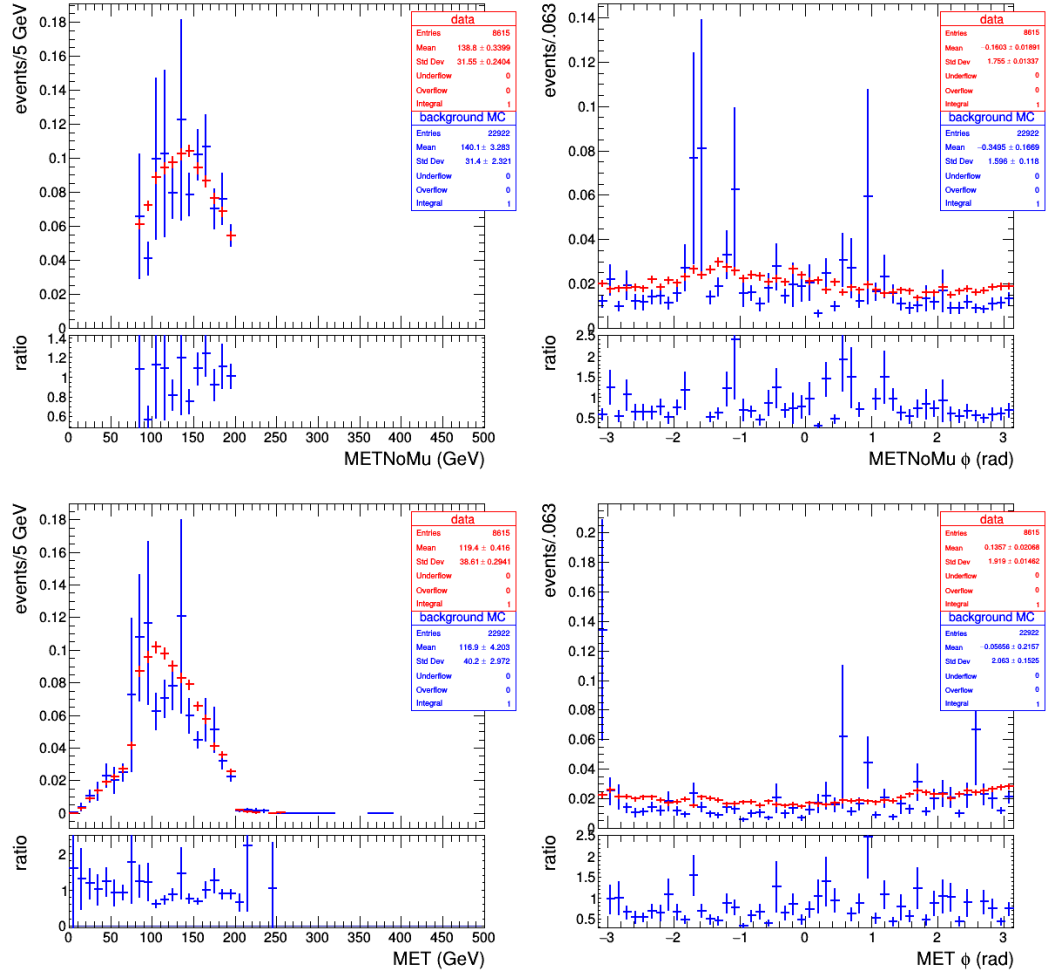 events/5 GeV
0.18
0.16
0.14
0.12
0.1
0.08
0.06
0.04
0.02
0
data
Entries 8615
Mean 138.8 ± 0.3399
Std Dev 31.55 ± 0.2404
Underflow 0
Overflow 0
Integral 1
background MC
Entries 22922
Mean 140.1 ± 3.283
Std Dev 31.4 ± 2.321
Underflow 0
Overflow 0
Integral 1
ratio
1.4
1.2
1
0.8
0.6
0 50 100 150 200 250 300 350 400 450 500
METNoMu (GeV)
events/.063
0.14
0.12
0.1
0.08
0.06
0.04
0.02
0
data
Entries 8615
Mean −0.1603 ± 0.01891
Std Dev 1.755 ± 0.01337
Underflow 0
Overflow 0
Integral 1
background MC
Entries 22922
Mean −0.3495 ± 0.1669
Std Dev 1.596 ± 0.118
Underflow 0
Overflow 0
Integral 1
ratio
2.5
2
1.5
1
0.5
−3 −2 −1 0 1 2 3
METNoMu ϕ (rad)
events/5 GeV
0.18
0.16
0.14
0.12
0.1
0.08
0.06
0.04
0.02
0
data
Entries 8615
Mean 119.4 ± 0.416
Std Dev 38.61 ± 0.2941
Underflow 0
Overflow 0
Integral 1
background MC
Entries 22922
Mean 116.9 ± 4.203
Std Dev 40.2 ± 2.972
Underflow 0
Overflow 0
Integral 1
ratio
2
1
0
0 50 100 150 200 250 300 350 400 450 500
MET (GeV)
events/.063
0.2
0.18
0.16
0.14
0.12
0.1
0.08
0.06
0.04
0.02
0
data
Entries 8615
Mean 0.1357 ± 0.02068
Std Dev 1.919 ± 0.01462
Underflow 0
Overflow 0
Integral 1
background MC
Entries 22922
Mean −0.05656 ± 0.2157
Std Dev 2.063 ± 0.1525
Underflow 0
Overflow 0
Integral 1
ratio
2.5
2
1.5
1
0.5
−3 −2 −1 0 1 2 3
MET ϕ (rad)